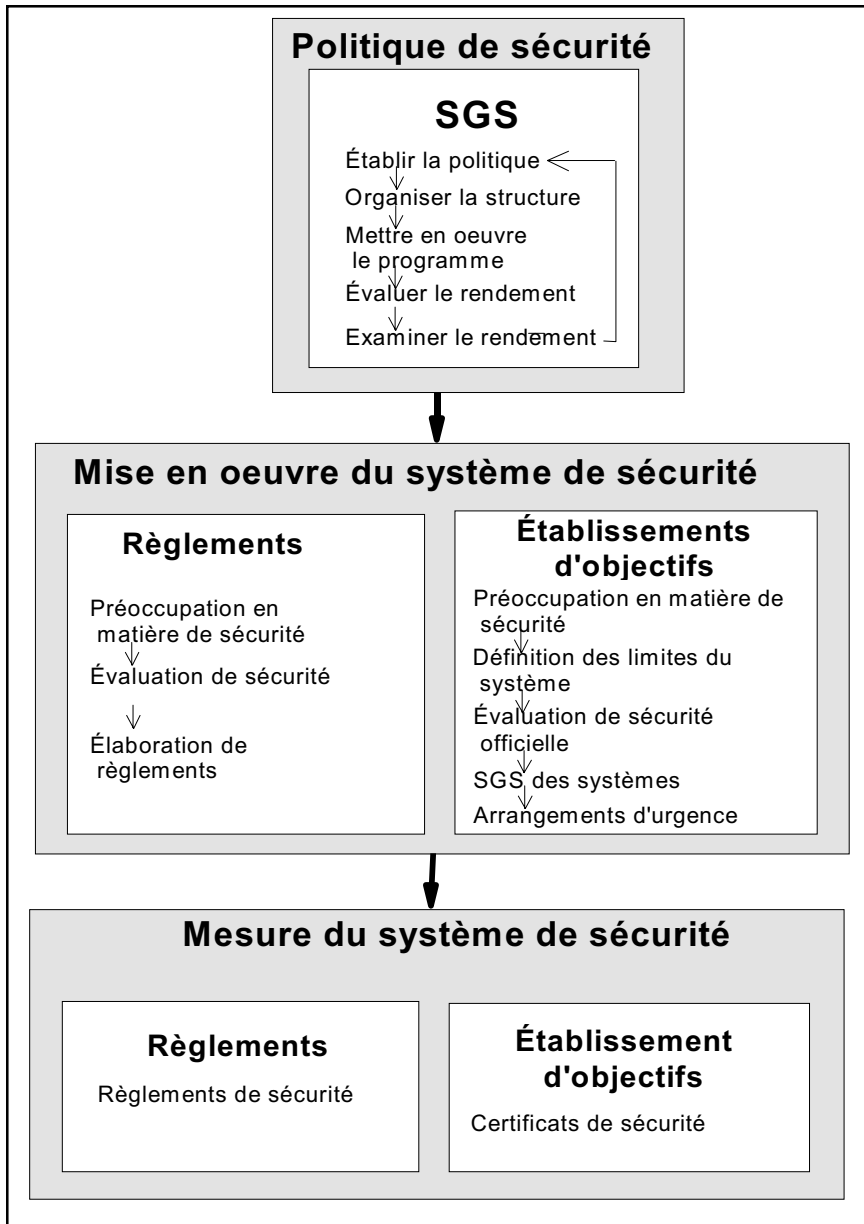 Politique de sécurité
SGS
Établir la politique
Organiser la structure
Mettre en oeuvre
le programme
Évaluer le rendement
Examiner le rendement
Mise en oeuvre du système de sécurité
Règlements
Préoccupation en
matière de sécurité
Évaluation de sécurité
Élaboration de
règlements
Établissements
d'objectifs
Préoccupation en matière de
sécurité
Définition des limites du
système
Évaluation de sécurité
officielle
SGS des systèmes
Arrangements d'urgence
Mesure du système de sécurité
Règlements
Règlements de sécurité
Établissement
d'objectifs
Certificats de sécurité